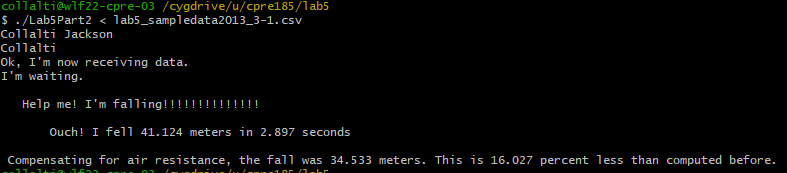 collalti@wlf22-cpre-03 /cygdrive/u/cpre185/lab5
$ ./Lab5Part2 < lab5_sampledata2013_3-1.csv
Collalti Jackson
Collalti
Ok, I'm now receiving data.
I'm waiting.
Help me! I'm falling!!!!!!!!!!!!!!
Ouch! I fell 41.124 meters in 2.897 seconds
Compensating for air resistance, the fall was 34.533 meters. This is 16.027 percent less than computed before.
collalti@wlf22-cpre-03 /cygdrive/u/cpre185/lab5